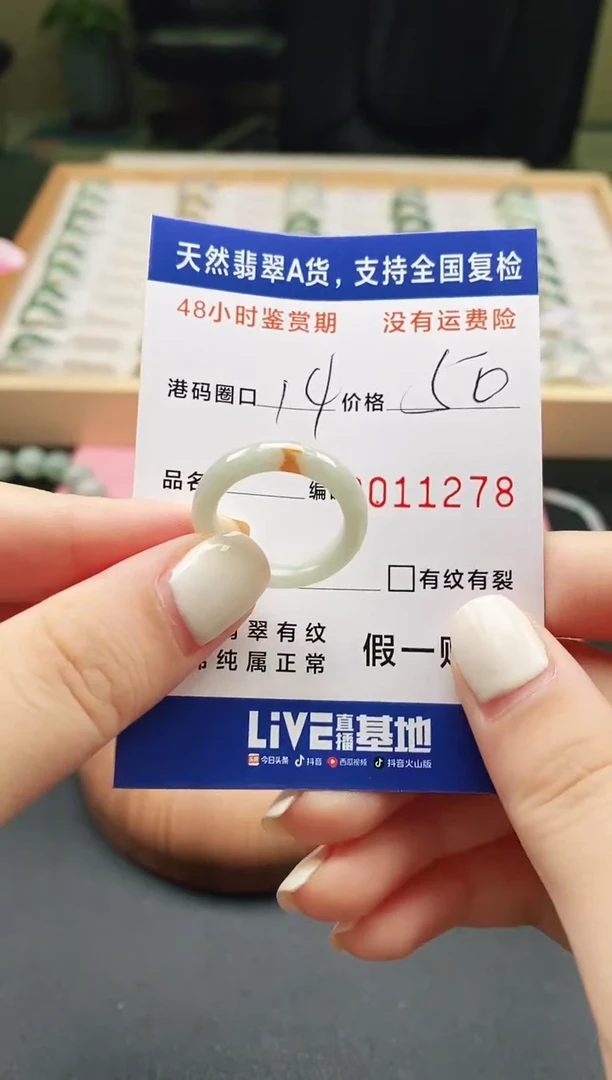 天然翡翠A货，支持全国复检
48小时鉴赏期 没有运费险
港码圈口 14 价格 50
品名 编 011278
□有纹有裂
翠有纹
纯属正常
假一
LiVE直播基地
今日头条 抖音 西瓜视频 抖音火山版